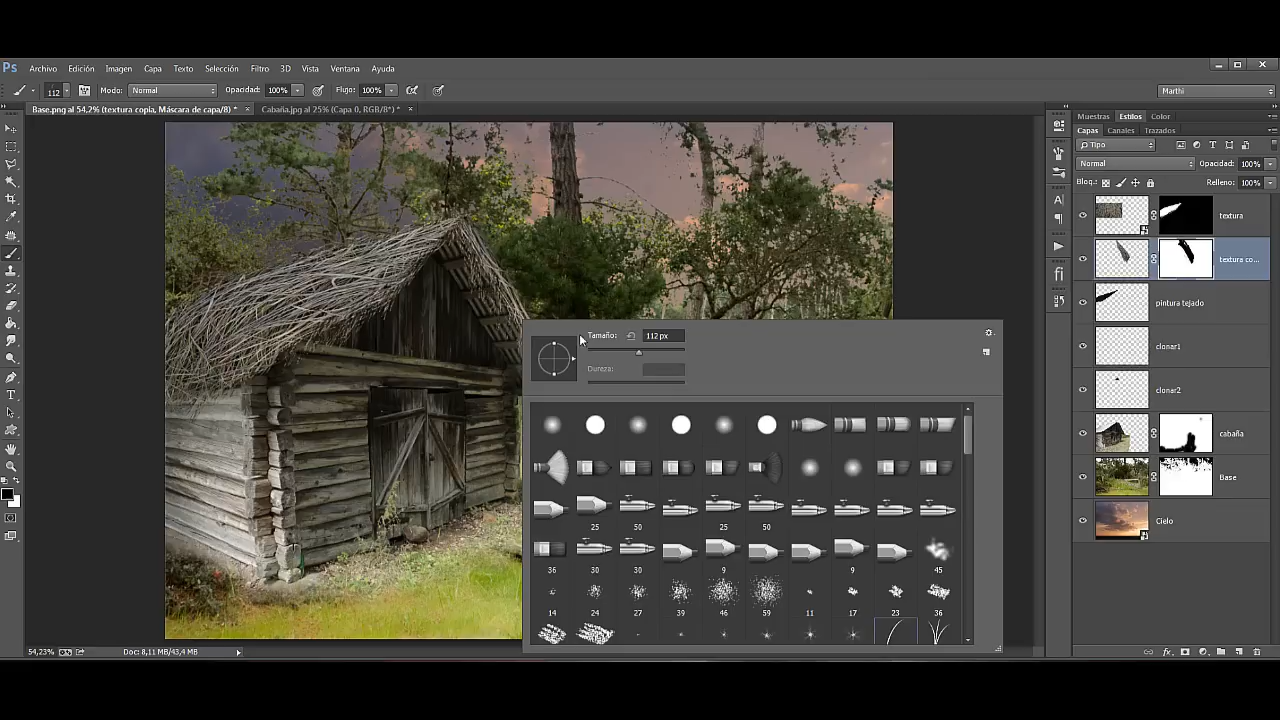 Ps Archivo Edición Imagen Capa Texto Selección Filtro 3D Vista Ventana Ayuda
112 Modo: Normal Opacidad: 100% Flujo: 100% Marthi
Base.png al 54,2% (textura copia, Máscara de capa/8) * × Cabaña.jpg al 25% (Capa 0, RGB/8*) * ×
Muestras Estilos Color
Capas Canales Trazados
Tipo
Normal Opacidad: 100%
Bloq.: Relleno: 100%
textura
textura co...
pintura tejado
clonar1
clonar2
cabaña
Base
Cielo
Tamaño: 112 px
Dureza:
25 50 25 50
36 30 30 9 9 45
14 24 27 39 46 59 11 17 23 36
54,23% Doc: 8,11 MB/43,4 MB